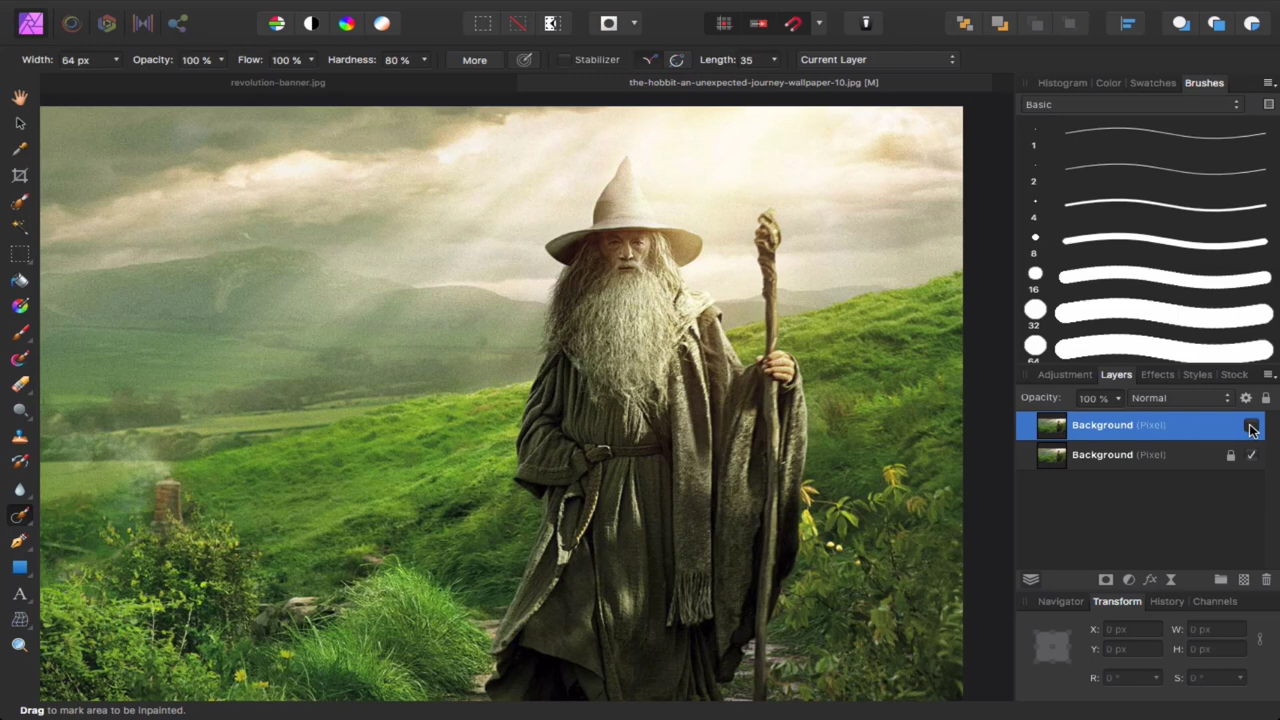 Width: 64 px Opacity: 100 % Flow: 100 % Hardness: 80 % More Stabilizer Length: 35 Current Layer
revolution-banner.jpg the-hobbit-an-unexpected-journey-wallpaper-10.jpg [M]
Histogram Color Swatches Brushes
Basic
1
2
4
8
16
32
64
Adjustment Layers Effects Styles Stock
Opacity: 100 % Normal
Background (Pixel)
Background (Pixel)
Navigator Transform History Channels
X: 0 px W: 0 px
Y: 0 px H: 0 px
R: 0 ° S: 0 °
Drag to mark area to be inpainted.